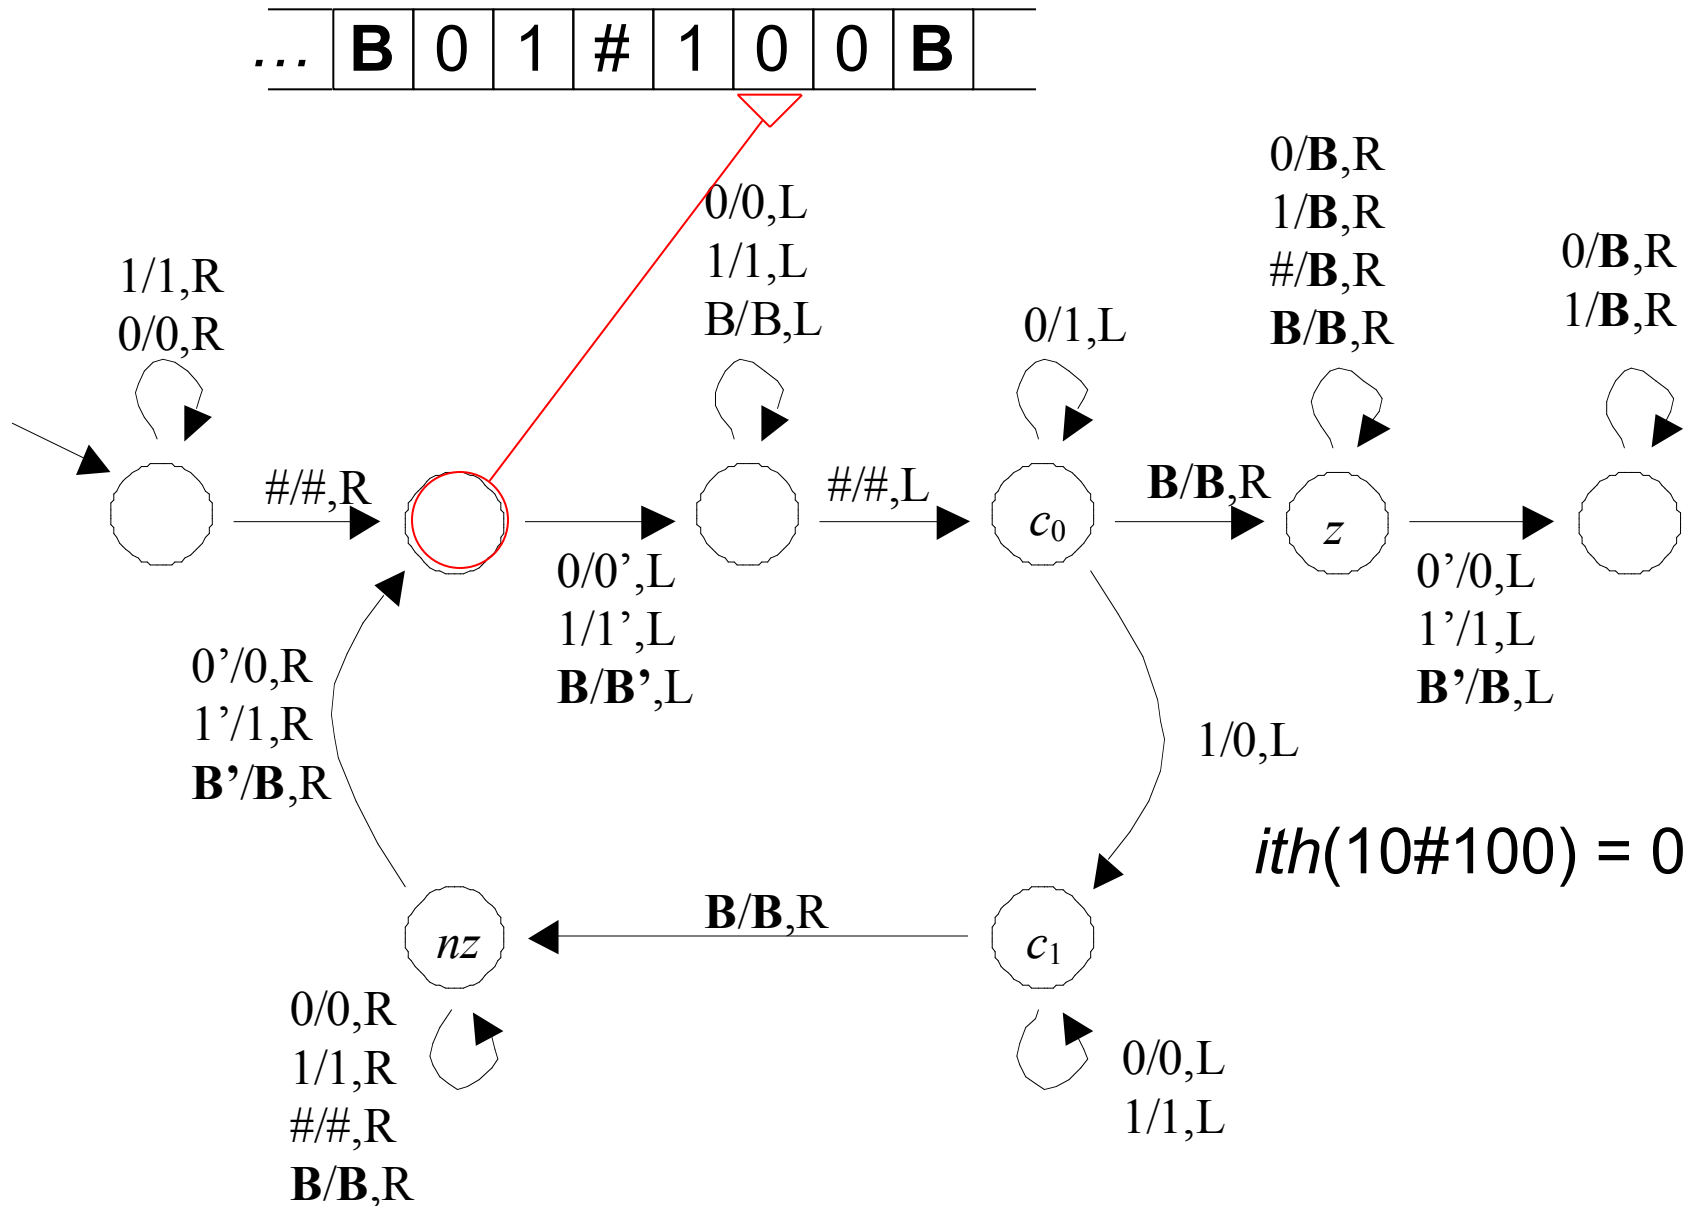 ... B 0 1 # 1 0 0 B
0/0,L
1/1,L
B/B,L
0/B,R
1/B,R
#/B,R
B/B,R
0/B,R
1/B,R
1/1,R
0/0,R
0/1,L
#/#,R
#/#,L
c0
B/B,R
z
0/0’,L
1/1’,L
B/B’,L
0’/0,L
1’/1,L
B’/B,L
0’/0,R
1’/1,R
B’/B,R
1/0,L
ith(10#100) = 0
nz
B/B,R
c1
0/0,R
1/1,R
#/#,R
B/B,R
0/0,L
1/1,L